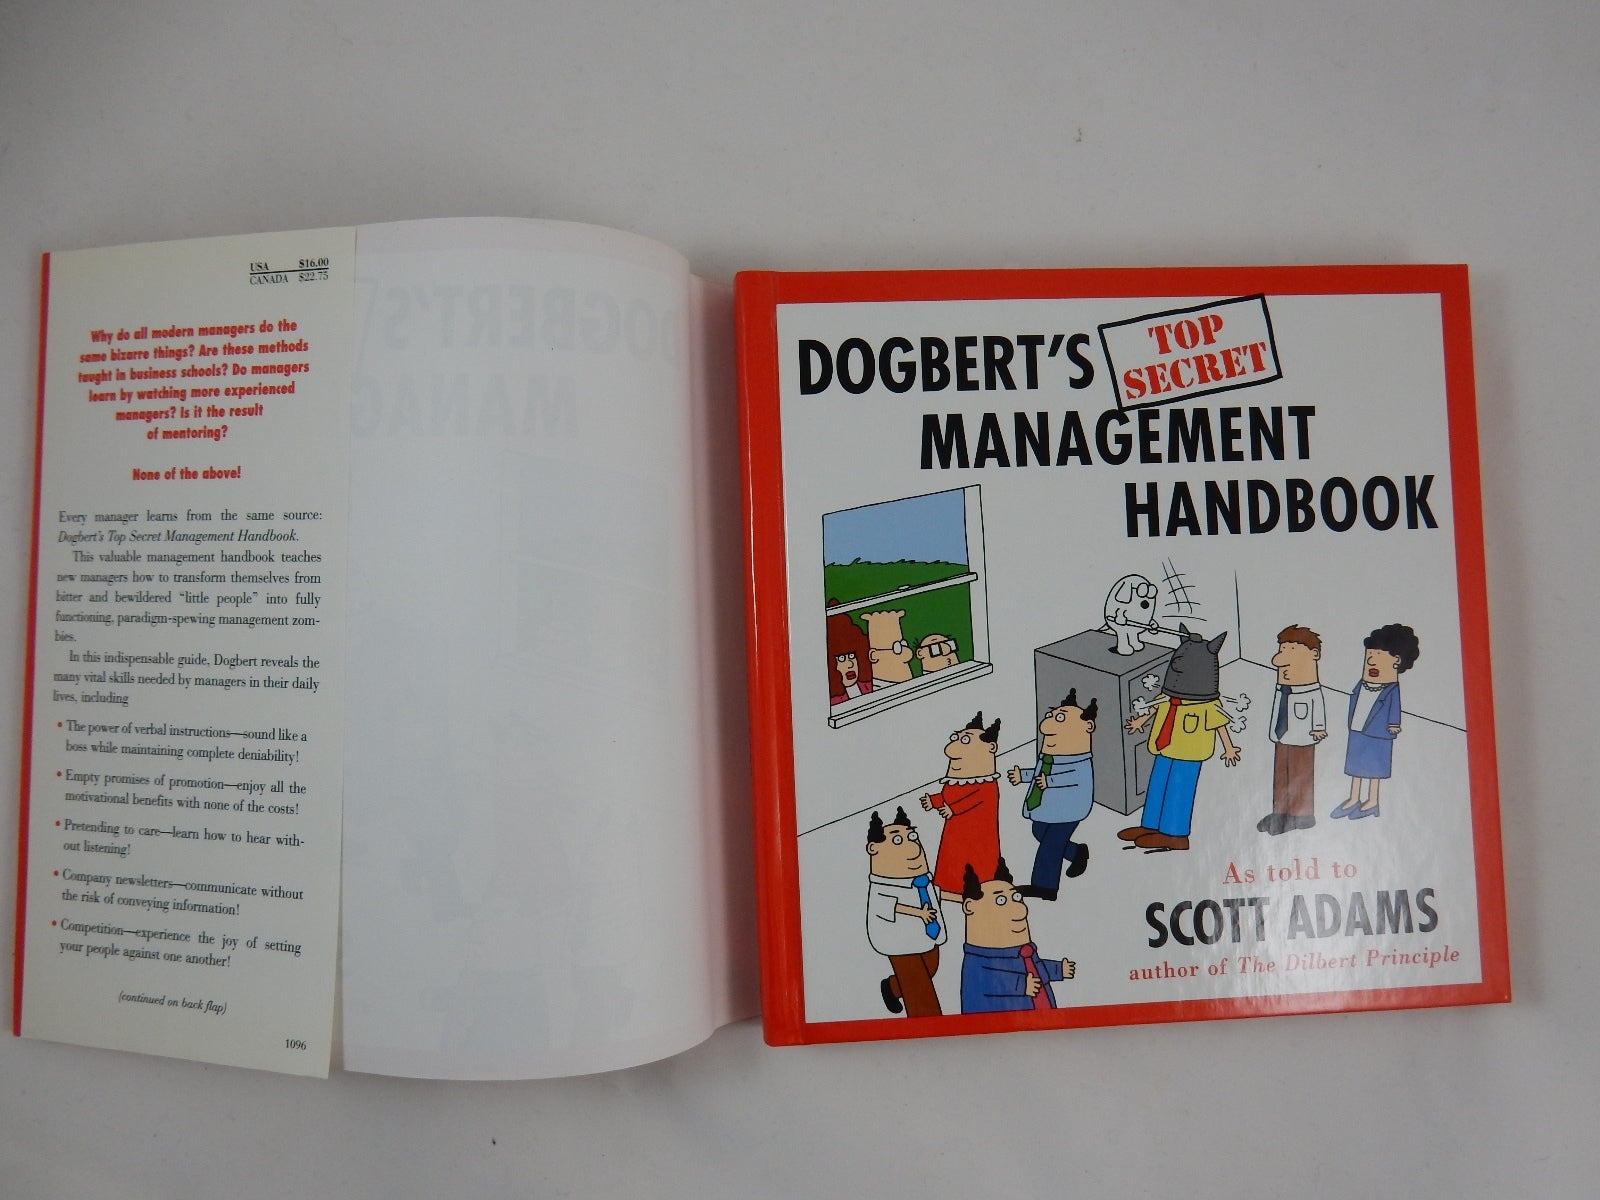 USA $16.00
CANADA $22.75
Why do all modern managers do the
same bizarre things? Are these methods
taught in business schools? Do managers
learn by watching more experienced
managers? Is it the result
of mentoring?
None of the above!
Every manager learns from the same source:
Dogbert's Top Secret Management Handbook.
This valuable management handbook teaches
new managers how to transform themselves from
bitter and bewildered "little people" into fully
functioning, paradigm-spewing management zom-
bies.
In this indispensable guide, Dogbert reveals the
many vital skills needed by managers in their daily
lives, including
• The power of verbal instructions—sound like a
boss while maintaining complete deniability!
• Empty promises of promotion—enjoy all the
motivational benefits with none of the costs!
• Pretending to care—learn how to hear with-
out listening!
• Company newsletters—communicate without
the risk of conveying information!
• Competition—experience the joy of setting
your people against one another!
(continued on back flap)
1096
DOGBERT'S TOP
SECRET
MANAGEMENT
HANDBOOK
As told to
SCOTT ADAMS
author of The Dilbert Principle